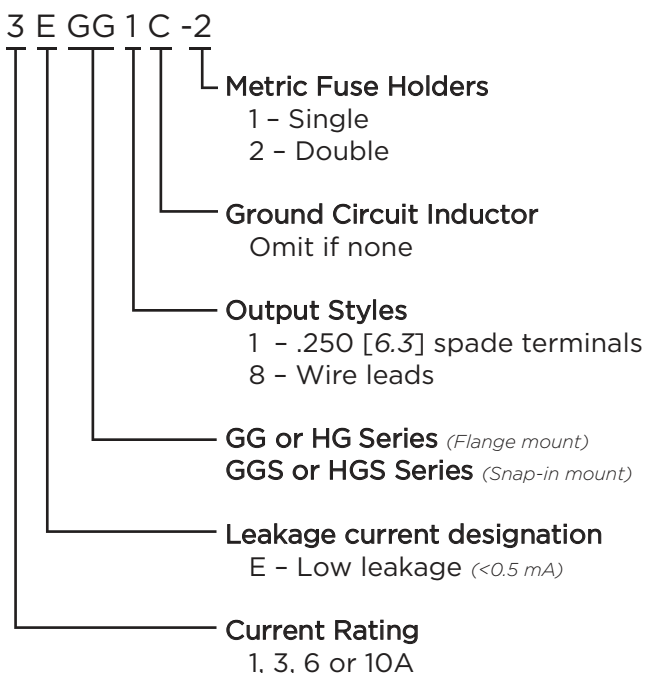 3 E GG 1 C -2
Metric Fuse Holders
1 – Single
2 – Double
Ground Circuit Inductor
Omit if none
Output Styles
1 – .250 [6.3] spade terminals
8 – Wire leads
GG or HG Series (Flange mount)
GGS or HGS Series (Snap-in mount)
Leakage current designation
E – Low leakage (<0.5 mA)
Current Rating
1, 3, 6 or 10A